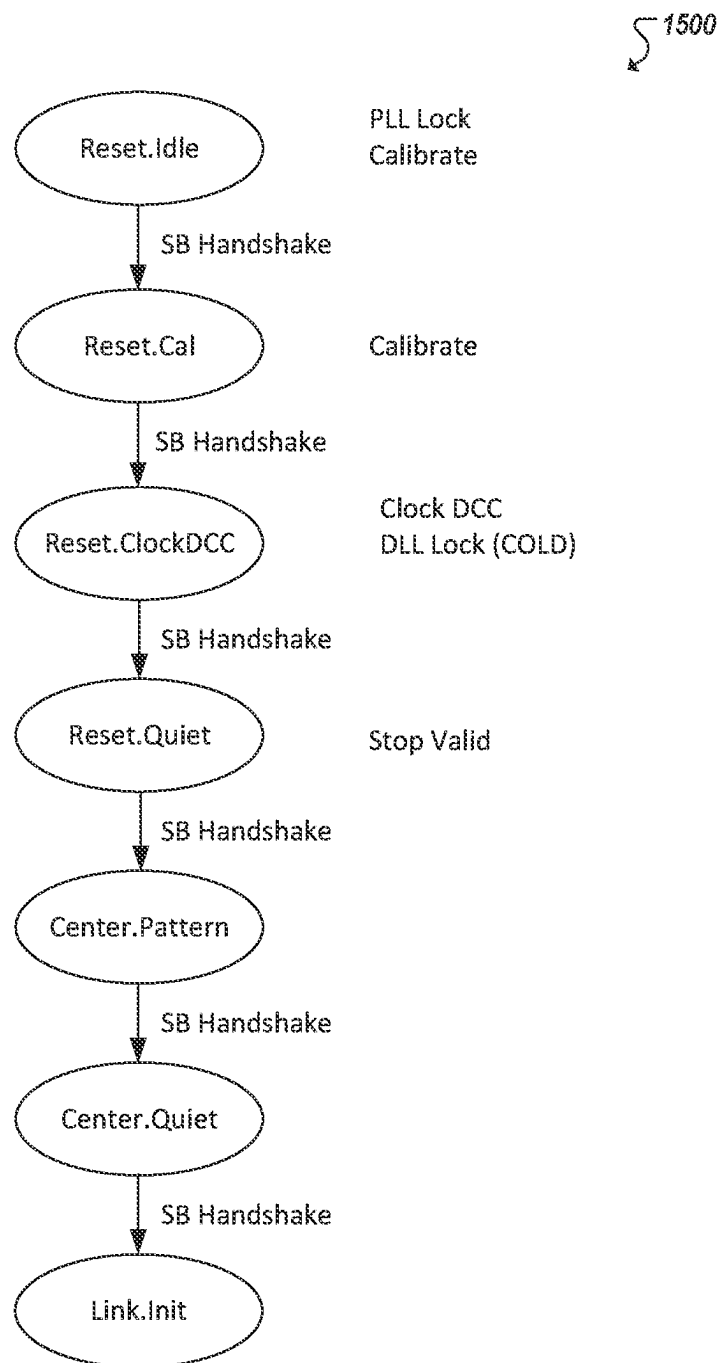 1500
Reset.Idle
PLL Lock
Calibrate
SB Handshake
Reset.Cal
Calibrate
SB Handshake
Reset.ClockDCC
Clock DCC
DLL Lock (COLD)
SB Handshake
Reset.Quiet
Stop Valid
SB Handshake
Center.Pattern
SB Handshake
Center.Quiet
SB Handshake
Link.Init